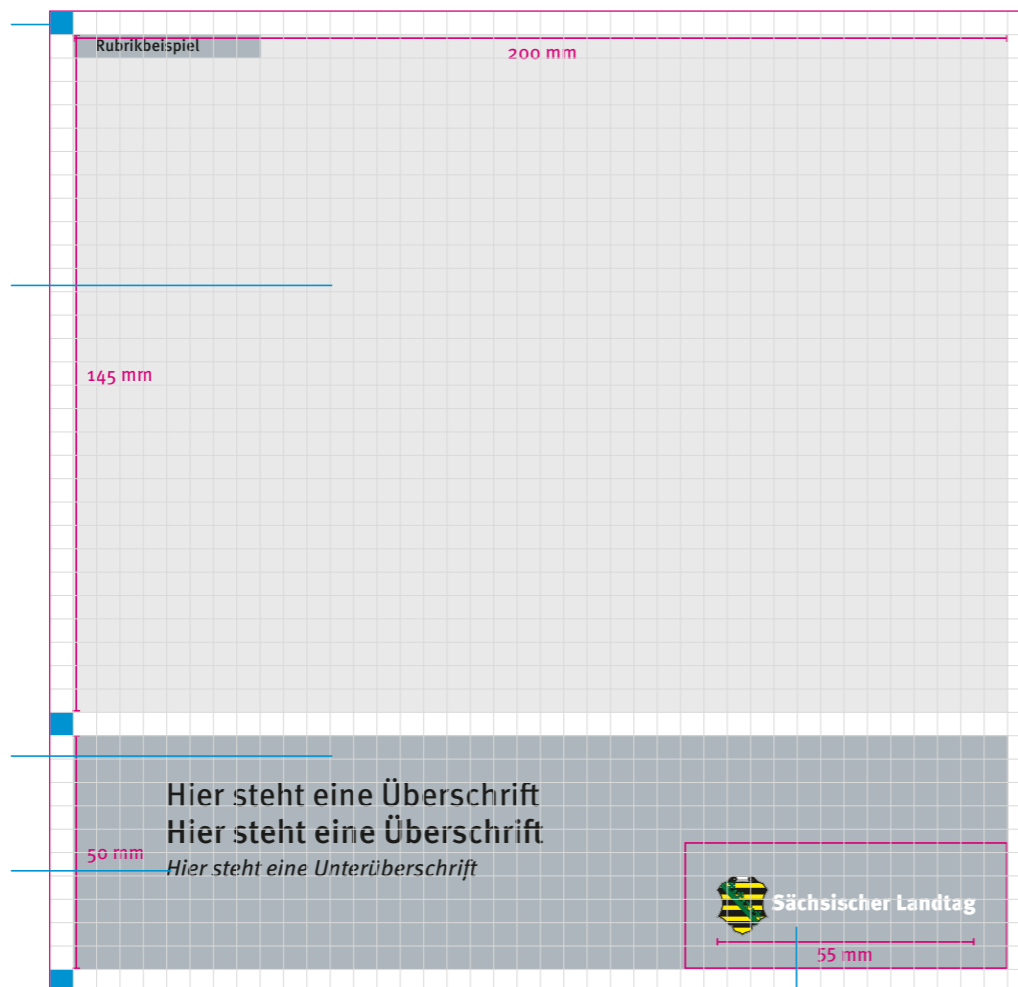 Rubrikbeispiel
200 mm
145 mm
Hier steht eine Überschrift
Hier steht eine Überschrift
50 mm
Hier steht eine Unterüberschrift
Sächsischer Landtag
55 mm